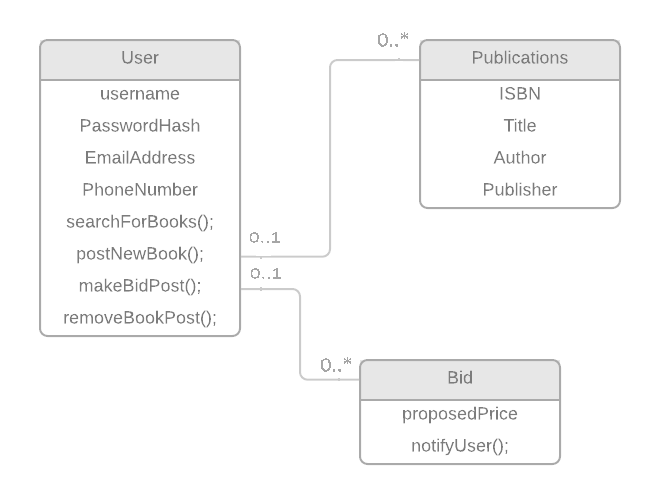 User
username
PasswordHash
EmailAddress
PhoneNumber
searchForBooks();
postNewBook();
makeBidPost();
removeBookPost();
0..*
Publications
ISBN
Title
Author
Publisher
0..1
0..1
0..*
Bid
proposedPrice
notifyUser();